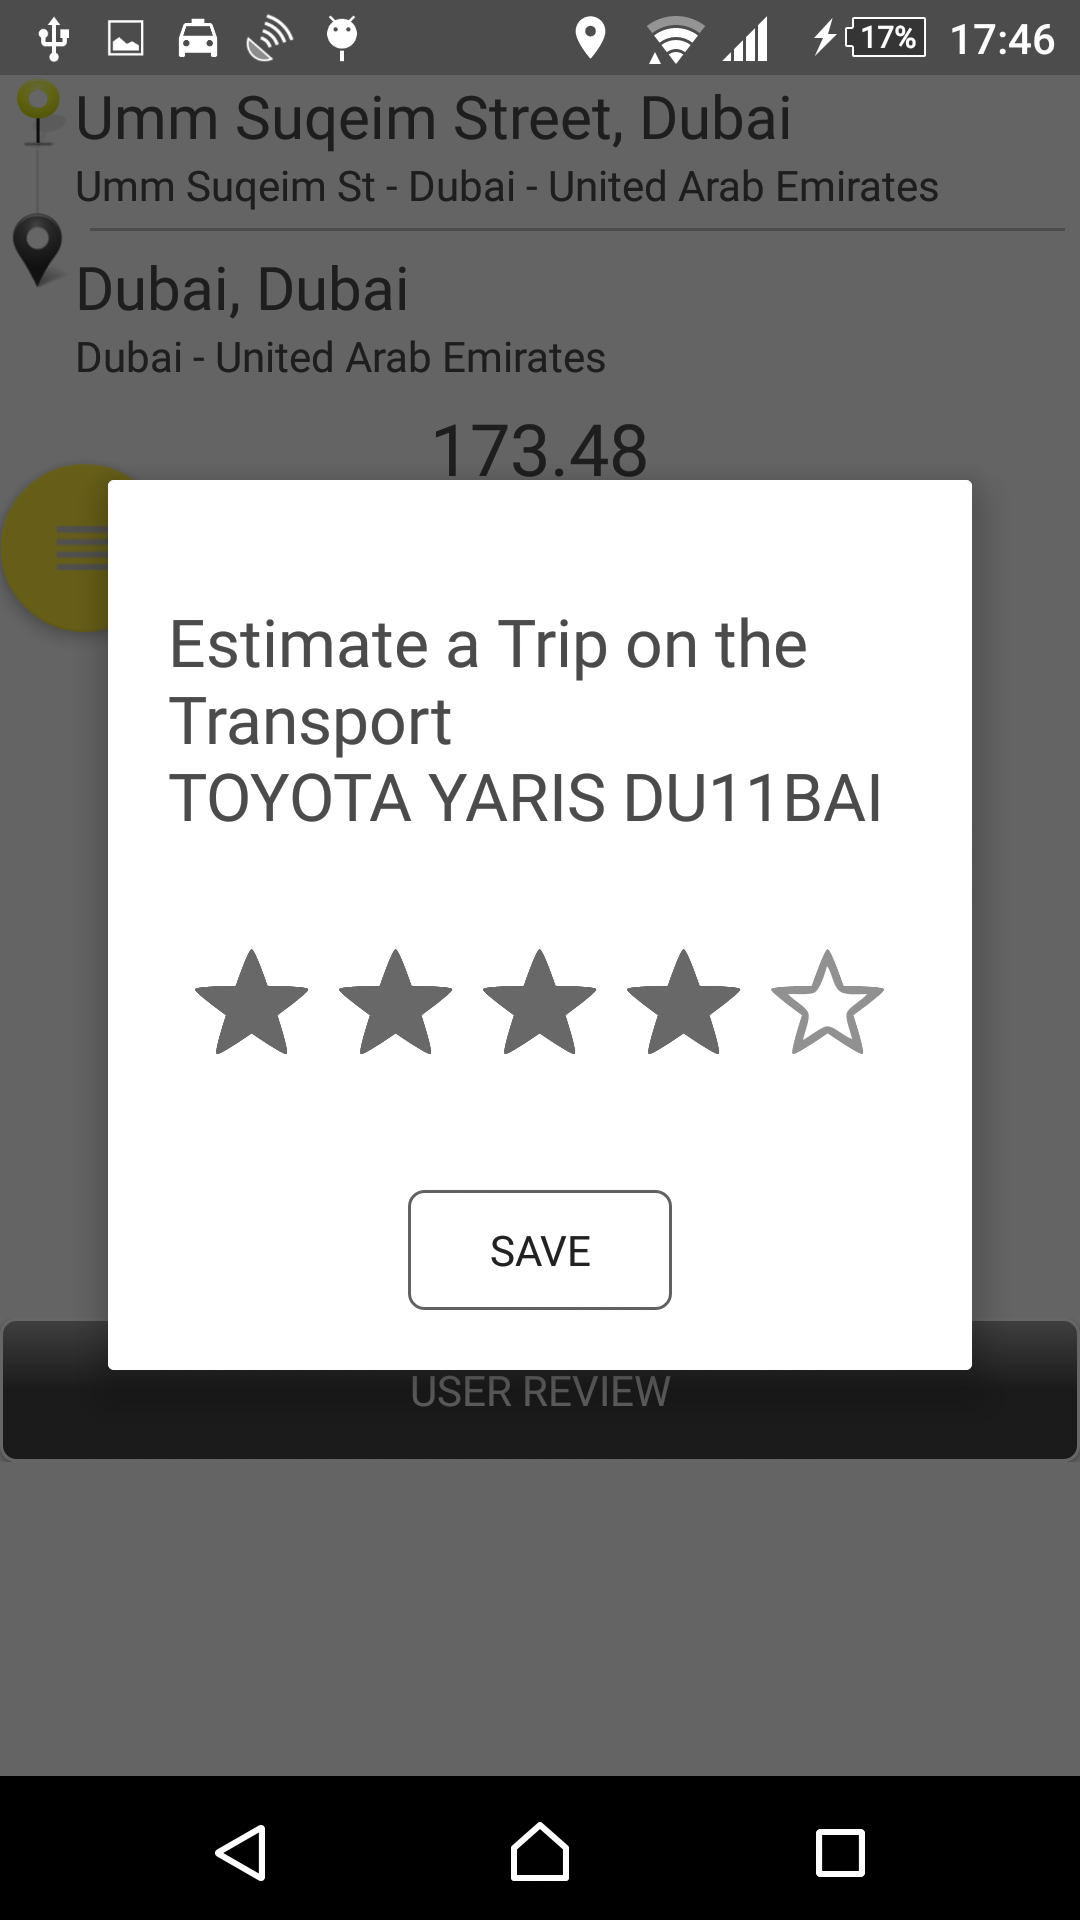 17% 17:46
Umm Suqeim Street, Dubai
Umm Suqeim St - Dubai - United Arab Emirates
Dubai, Dubai
Dubai - United Arab Emirates
173.48
Estimate a Trip on the
Transport
TOYOTA YARIS DU11BAI
SAVE
USER REVIEW